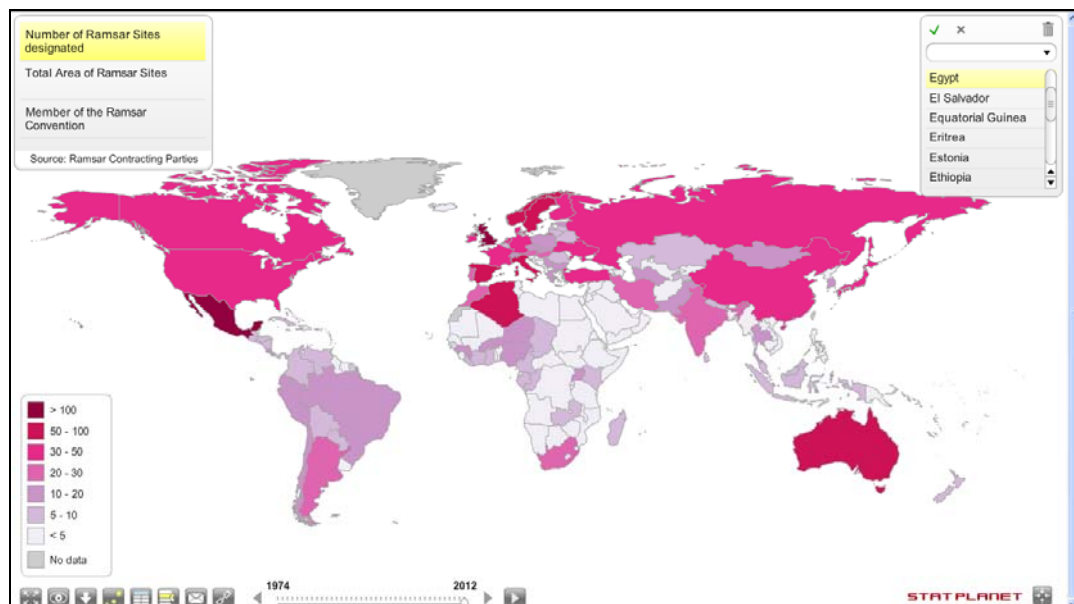 Number of Ramsar Sites
designated
Total Area of Ramsar Sites
Member of the Ramsar
Convention
Source: Ramsar Contracting Parties
Egypt
El Salvador
Equatorial Guinea
Eritrea
Estonia
Ethiopia
> 100
50 - 100
30 - 50
20 - 30
10 - 20
5 - 10
< 5
No data
1974 2012
STAT PLANET